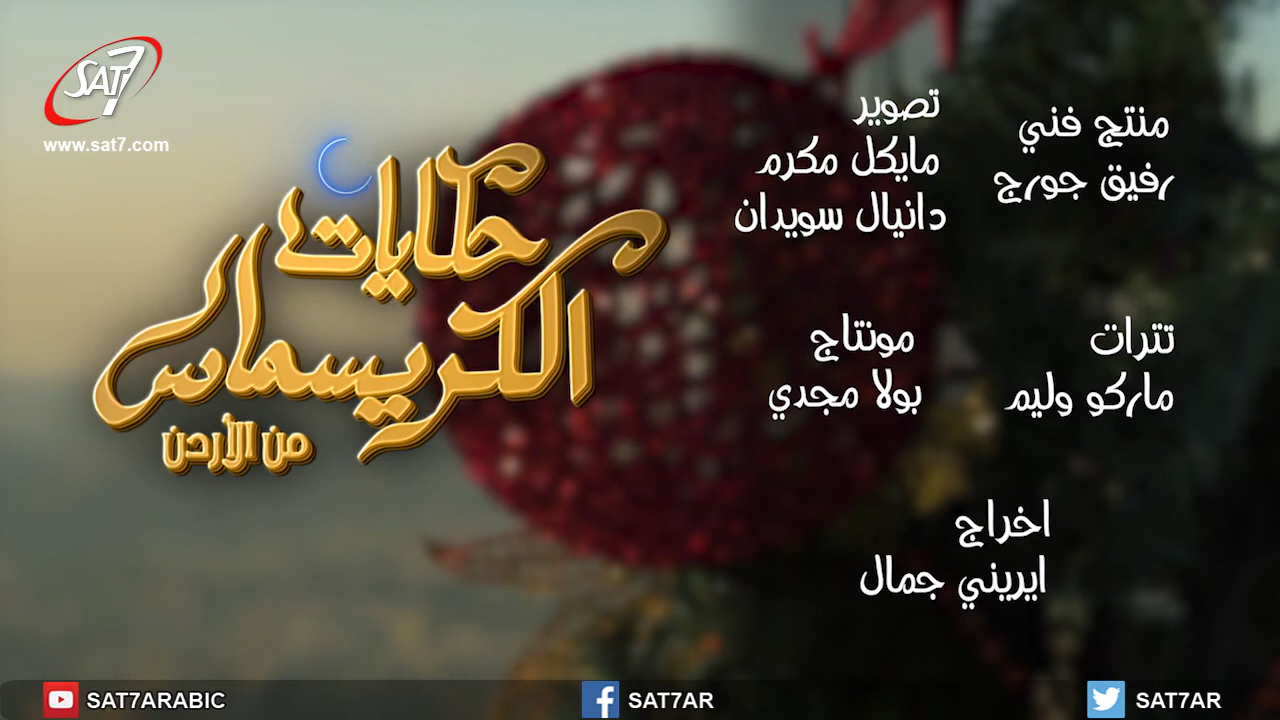 SAT7
www.sat7.com
حكايات
الكريسماس
من الأردن
منتج فني
رفيق جورج
تصوير
مايكل مكرم
دانيال سويدان
تترات
ماركو وليم
مونتاج
بولا مجدي
اخراج
ايريني جمال
SAT7ARABIC
SAT7AR
SAT7AR